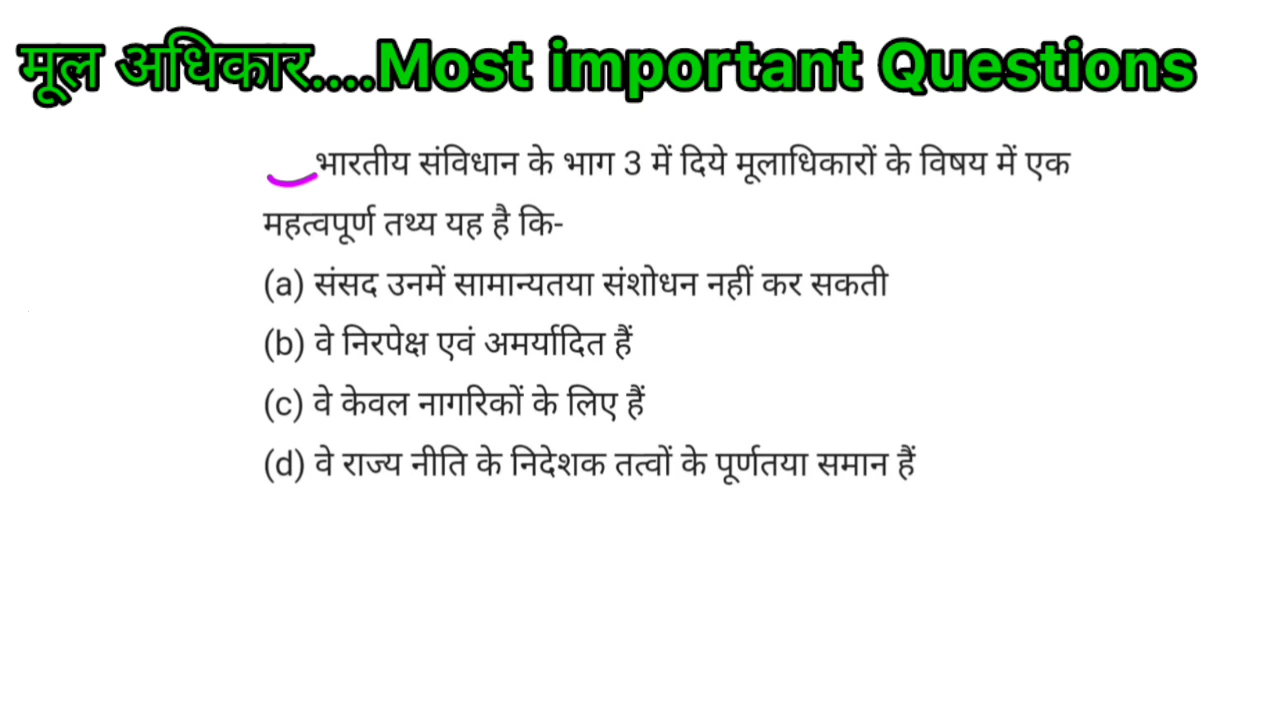 मूल अधिकार....Most important Questions
भारतीय संविधान के भाग 3 में दिये मूलाधिकारों के विषय में एक
महत्वपूर्ण तथ्य यह है कि-
(a) संसद उनमें सामान्यतया संशोधन नहीं कर सकती
(b) वे निरपेक्ष एवं अमर्यादित हैं
(c) वे केवल नागरिकों के लिए हैं
(d) वे राज्य नीति के निदेशक तत्वों के पूर्णतया समान हैं